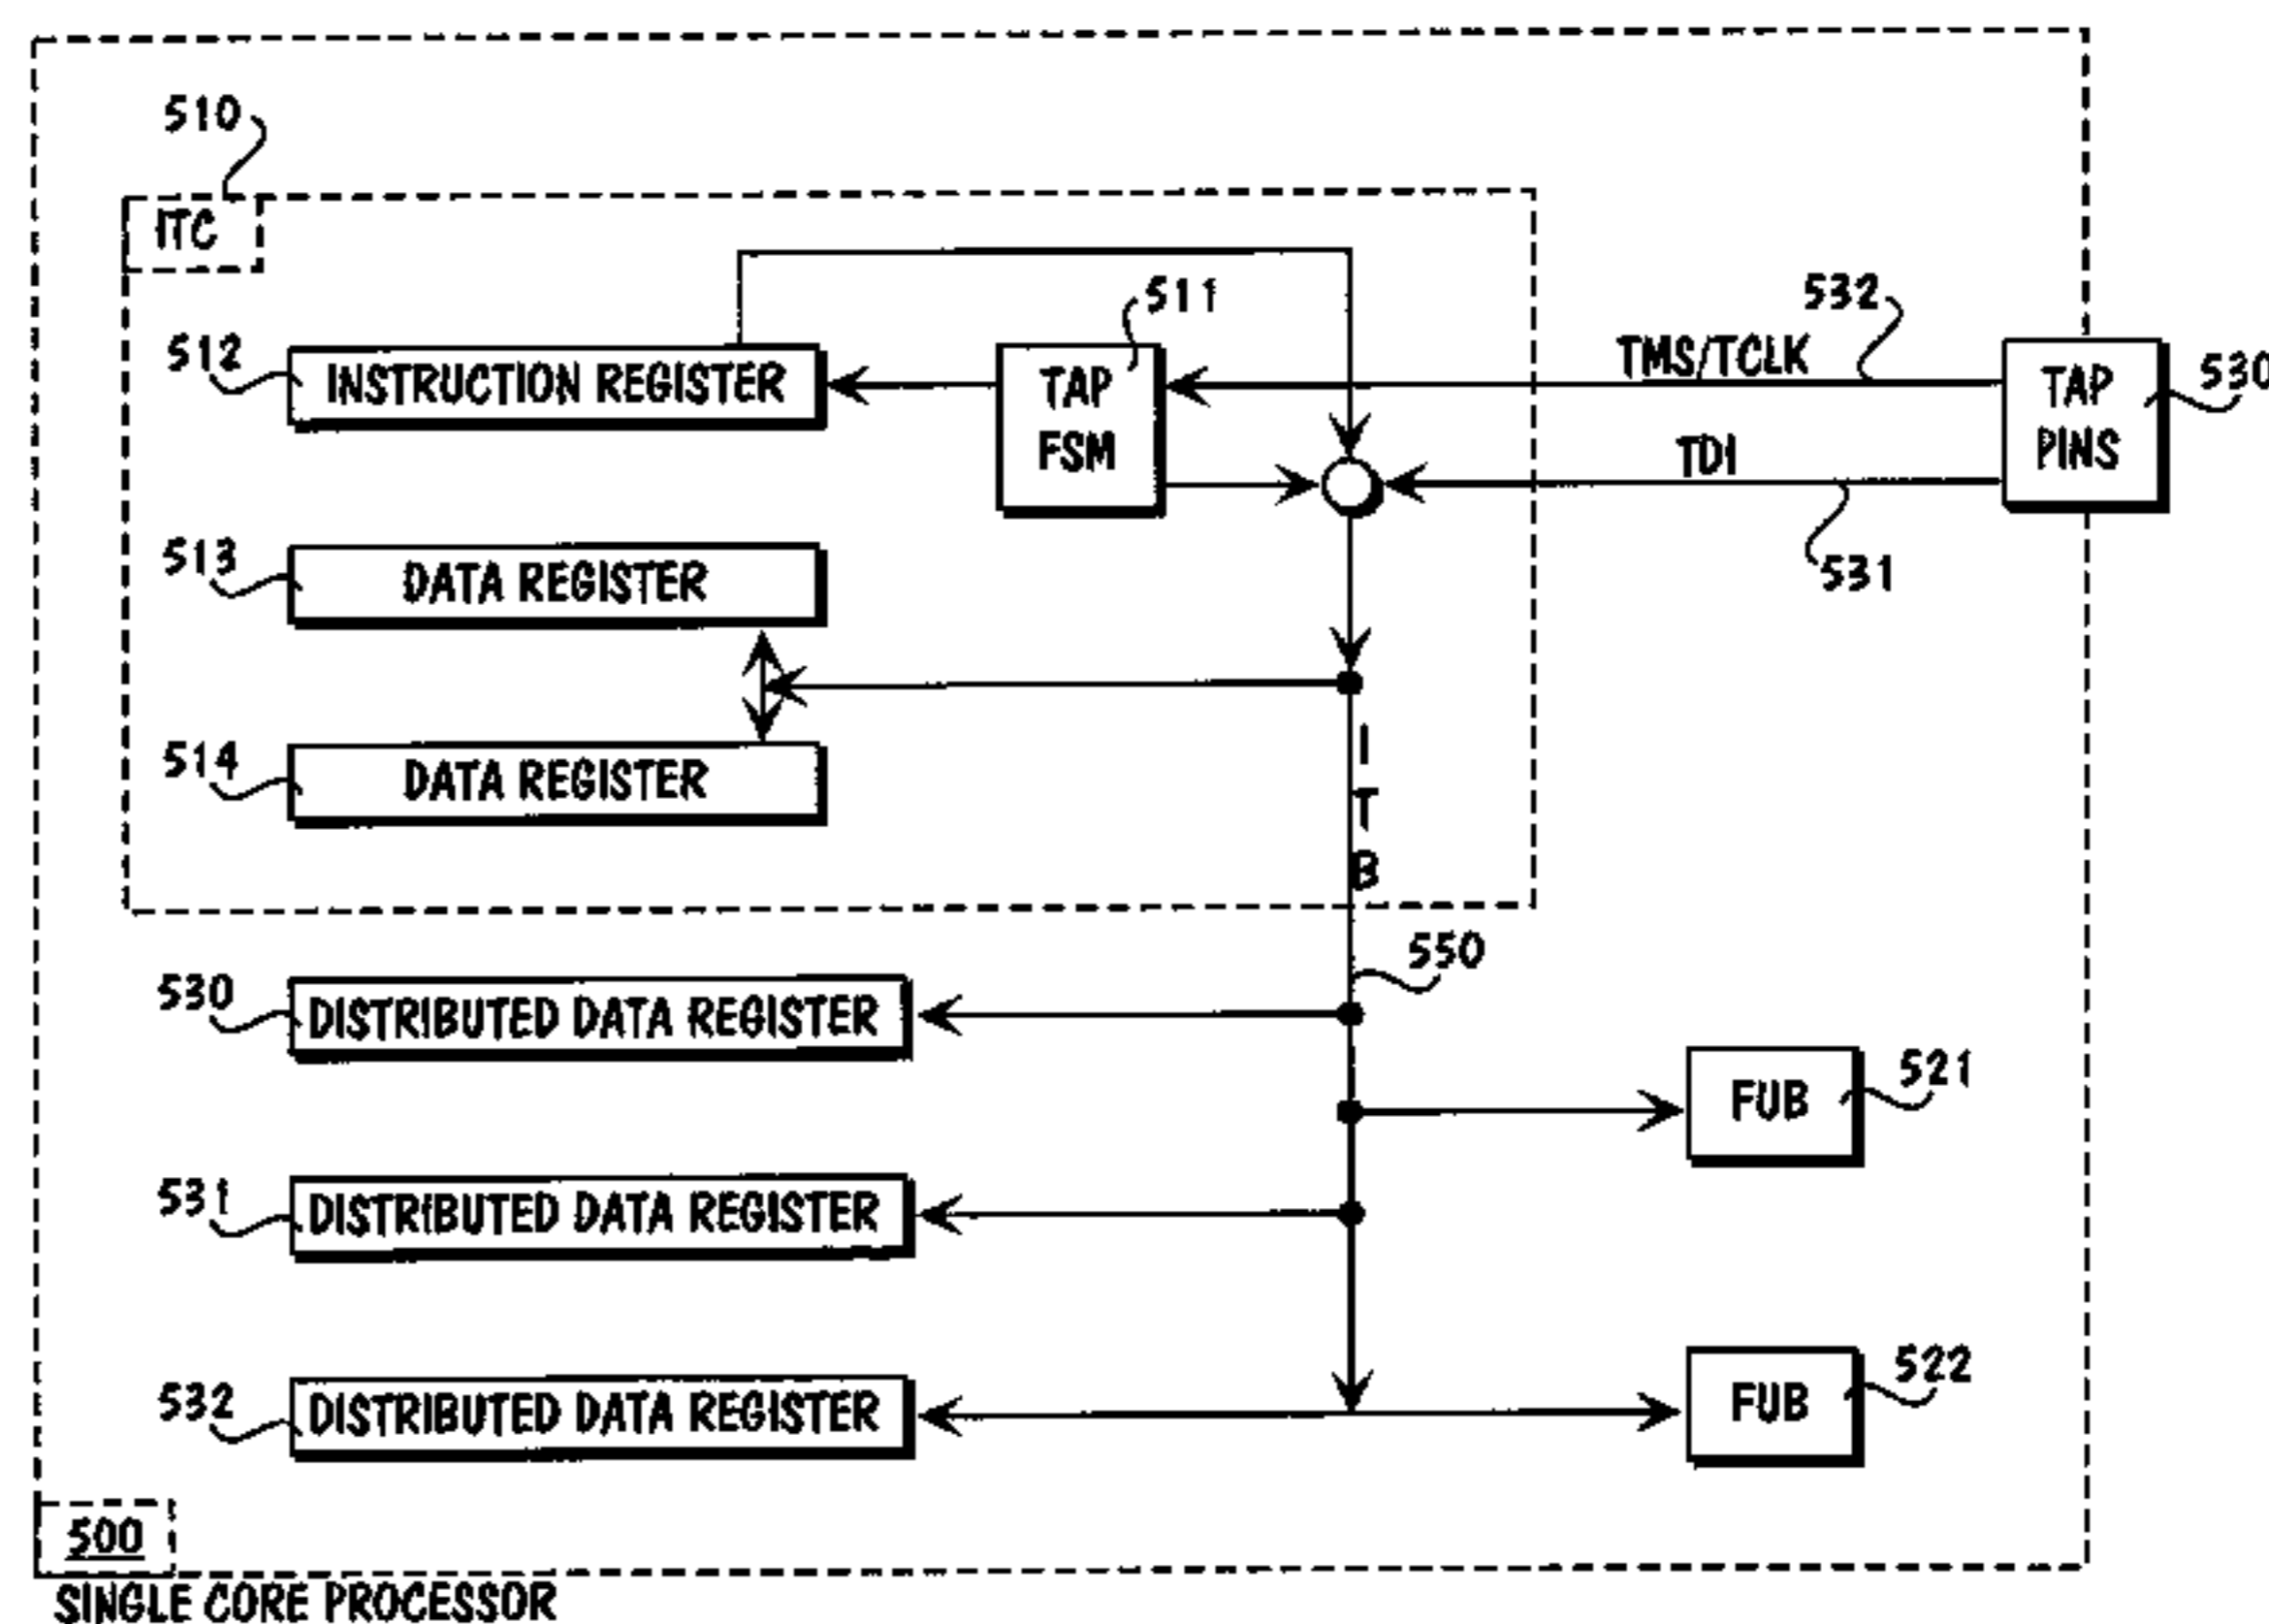 510
ITC
511
532
512
INSTRUCTION REGISTER
TAP
FSM
TMS/TCLK
TAP
PINS
530
TDI
531
513
DATA REGISTER
514
DATA REGISTER
I
T
B
550
530
DISTRIBUTED DATA REGISTER
FUB
521
531
DISTRIBUTED DATA REGISTER
532
DISTRIBUTED DATA REGISTER
FUB
522
500
SINGLE CORE PROCESSOR